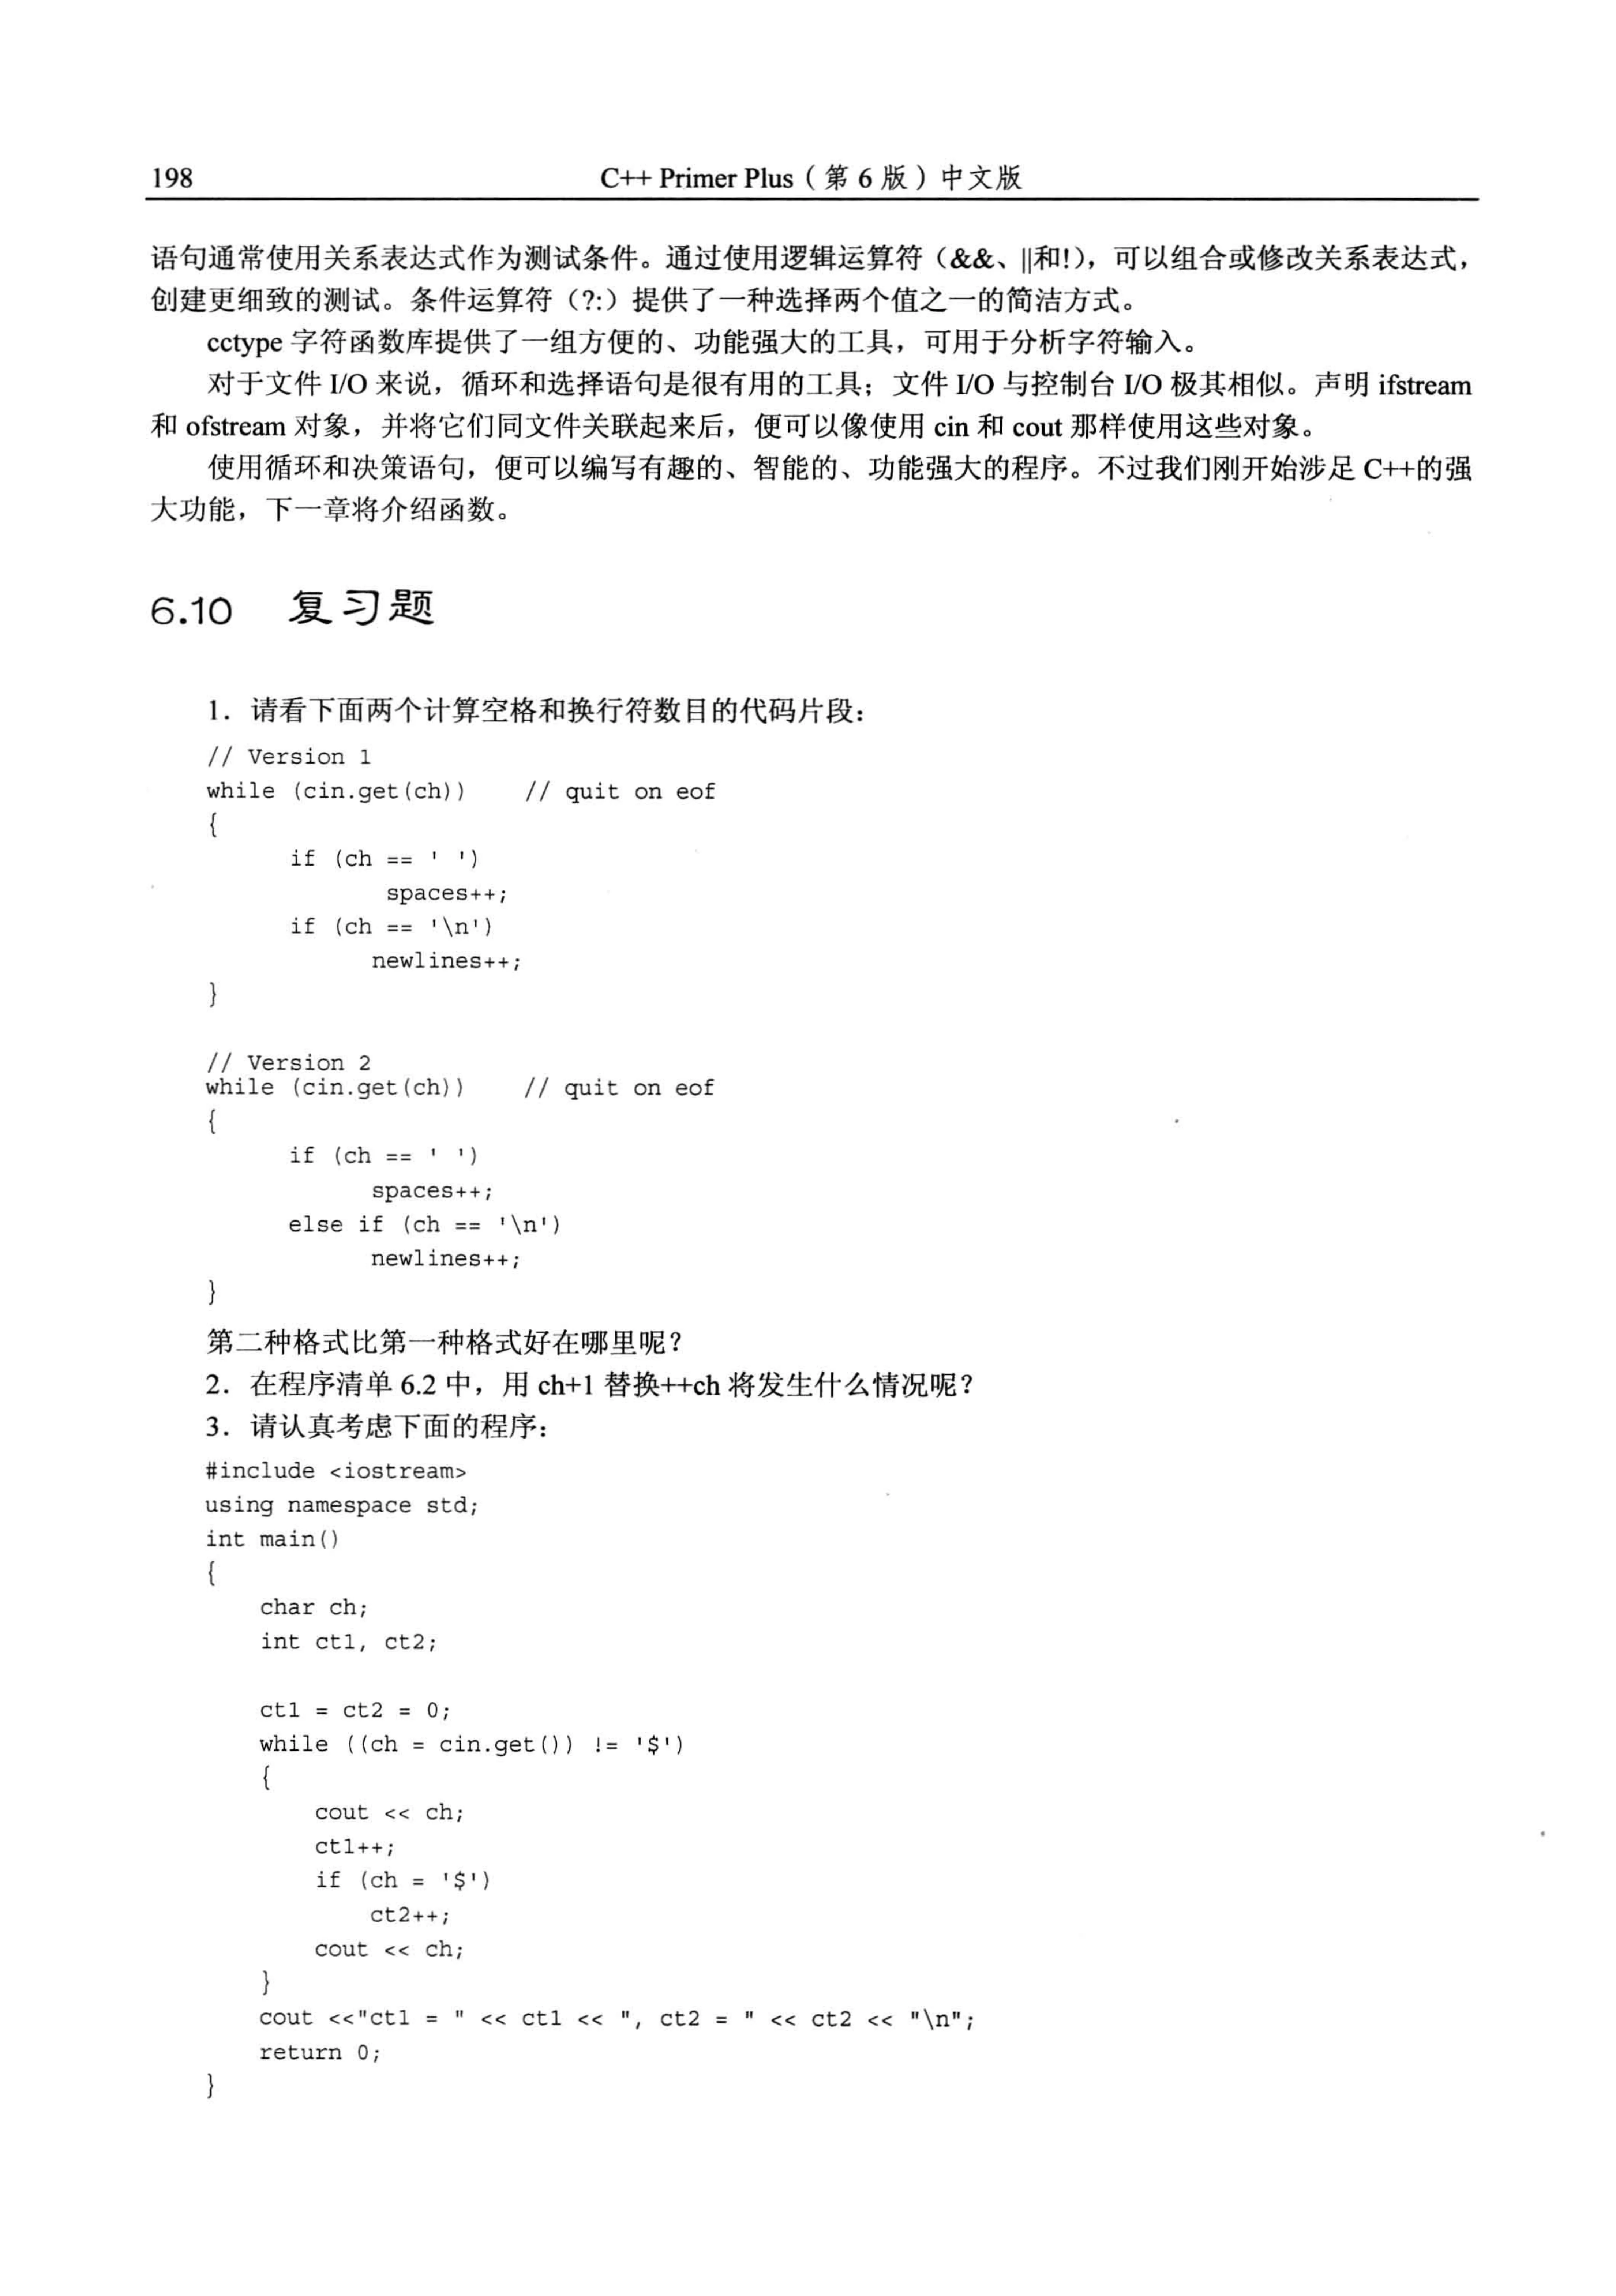 198
C++ Primer Plus（第 6 版）中文版
语句通常使用关系表达式作为测试条件。通过使用逻辑运算符（&&、||和!），可以组合或修改关系表达式，
创建更细致的测试。条件运算符（?:）提供了一种选择两个值之一的简洁方式。
cctype 字符函数库提供了一组方便的、功能强大的工具，可用于分析字符输入。
对于文件 I/O 来说，循环和选择语句是很有用的工具；文件 I/O 与控制台 I/O 极其相似。声明 ifstream
和 ofstream 对象，并将它们同文件关联起来后，便可以像使用 cin 和 cout 那样使用这些对象。
使用循环和决策语句，便可以编写有趣的、智能的、功能强大的程序。不过我们刚开始涉足 C++的强
大功能，下一章将介绍函数。
6.10 复习题
1．请看下面两个计算空格和换行符数目的代码片段：
// Version 1
while (cin.get(ch)) // quit on eof
{
if (ch == ' ')
spaces++;
if (ch == '\n')
newlines++;
}
// Version 2
while (cin.get(ch)) // quit on eof
{
if (ch == ' ')
spaces++;
else if (ch == '\n')
newlines++;
}
第二种格式比第一种格式好在哪里呢？
2．在程序清单 6.2 中，用 ch+1 替换++ch 将发生什么情况呢？
3．请认真考虑下面的程序：
#include <iostream>
using namespace std;
int main()
{
char ch;
int ct1, ct2;
ct1 = ct2 = 0;
while ((ch = cin.get()) != '$')
{
cout << ch;
ct1++;
if (ch = '$')
ct2++;
cout << ch;
}
cout <<"ct1 = " << ct1 << ", ct2 = " << ct2 << "\n";
return 0;
}